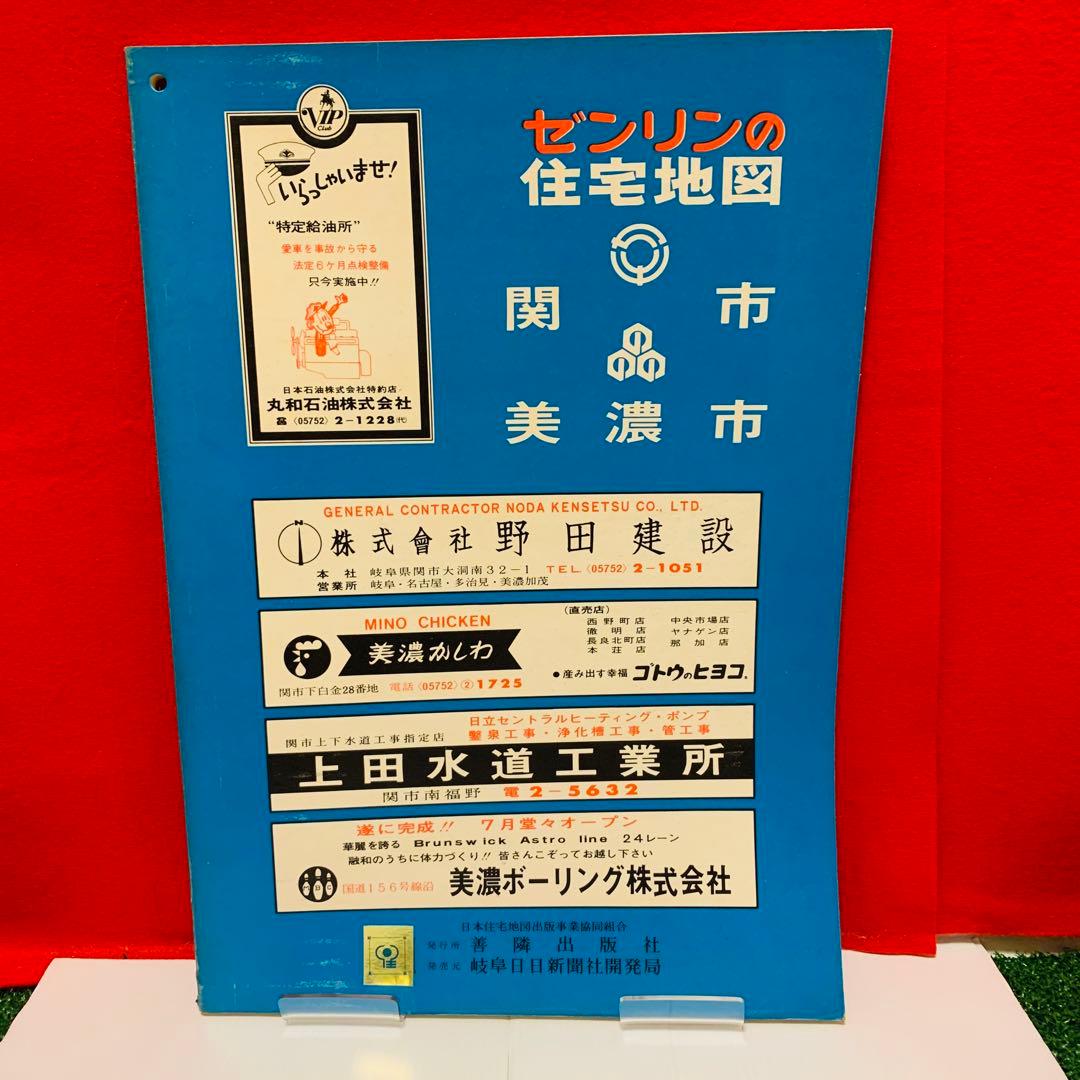 VIP
Club
いらっしゃいませ!
“特定給油所”
愛車を事故から守る
法定6ケ月点検整備
只今実施中!!
日本石油株式会社特約店
丸和石油株式会社
☎〈05752〉2-1228㈹
ゼンリンの
住宅地図
関市
ののの
美濃市
GENERAL CONTRACTOR NODA KENSETSU CO., LTD.
N
株式會社 野田建設
本社 岐阜県関市大洞南32-1 TEL〈05752〉2-1051
営業所 岐阜・名古屋・多治見・美濃加茂
MINO CHICKEN
美濃かしわ
関市下白金28番地 電話〈05752〉②1725
(直売店)
西野町店 中央市場店
徹明店 ヤナゲン店
長良北町店 那加店
本荘店
●産み出す幸福 ゴトウのヒヨコ。
日立セントラルヒーティング・ポンプ
関市上下水道工事指定店 鑿泉工事・浄化槽工事・管工事
上田水道工業所
関市南福野 電2-5632
遂に完成!! 7月堂々オープン
華麗を誇る Brunswick Astro line 24レーン
融和のうちに体力づくり!! 皆さんこぞってお越し下さい
MBC 国道156号線沿 美濃ボーリング株式会社
日本住宅地図出版事業協同組合
発行所 善隣出版社
発売元 岐阜日日新聞社開発局